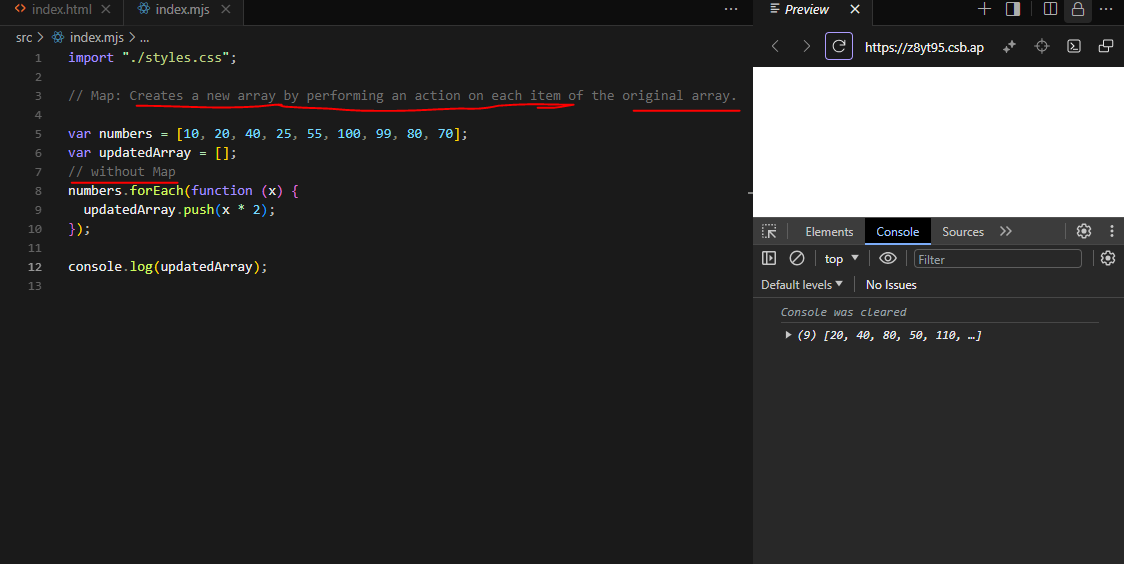 index.html
index.mjs
...
Preview
src > index.mjs > ...
https://z8yt95.csb.ap
1 import "./styles.css";
2
3 // Map: Creates a new array by performing an action on each item of the original array.
4
5 var numbers = [10, 20, 40, 25, 55, 100, 99, 80, 70];
6 var updatedArray = [];
7 // without Map
8 numbers.forEach(function (x) {
9 updatedArray.push(x * 2);
10 });
11
12 console.log(updatedArray);
13
Elements Console Sources
top
Filter
Default levels
No Issues
Console was cleared
(9) [20, 40, 80, 50, 110, …]